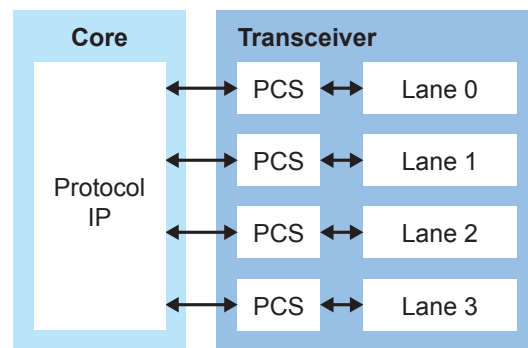 Core
Transceiver
Protocol
IP
PCS
Lane 0
PCS
Lane 1
PCS
Lane 2
PCS
Lane 3